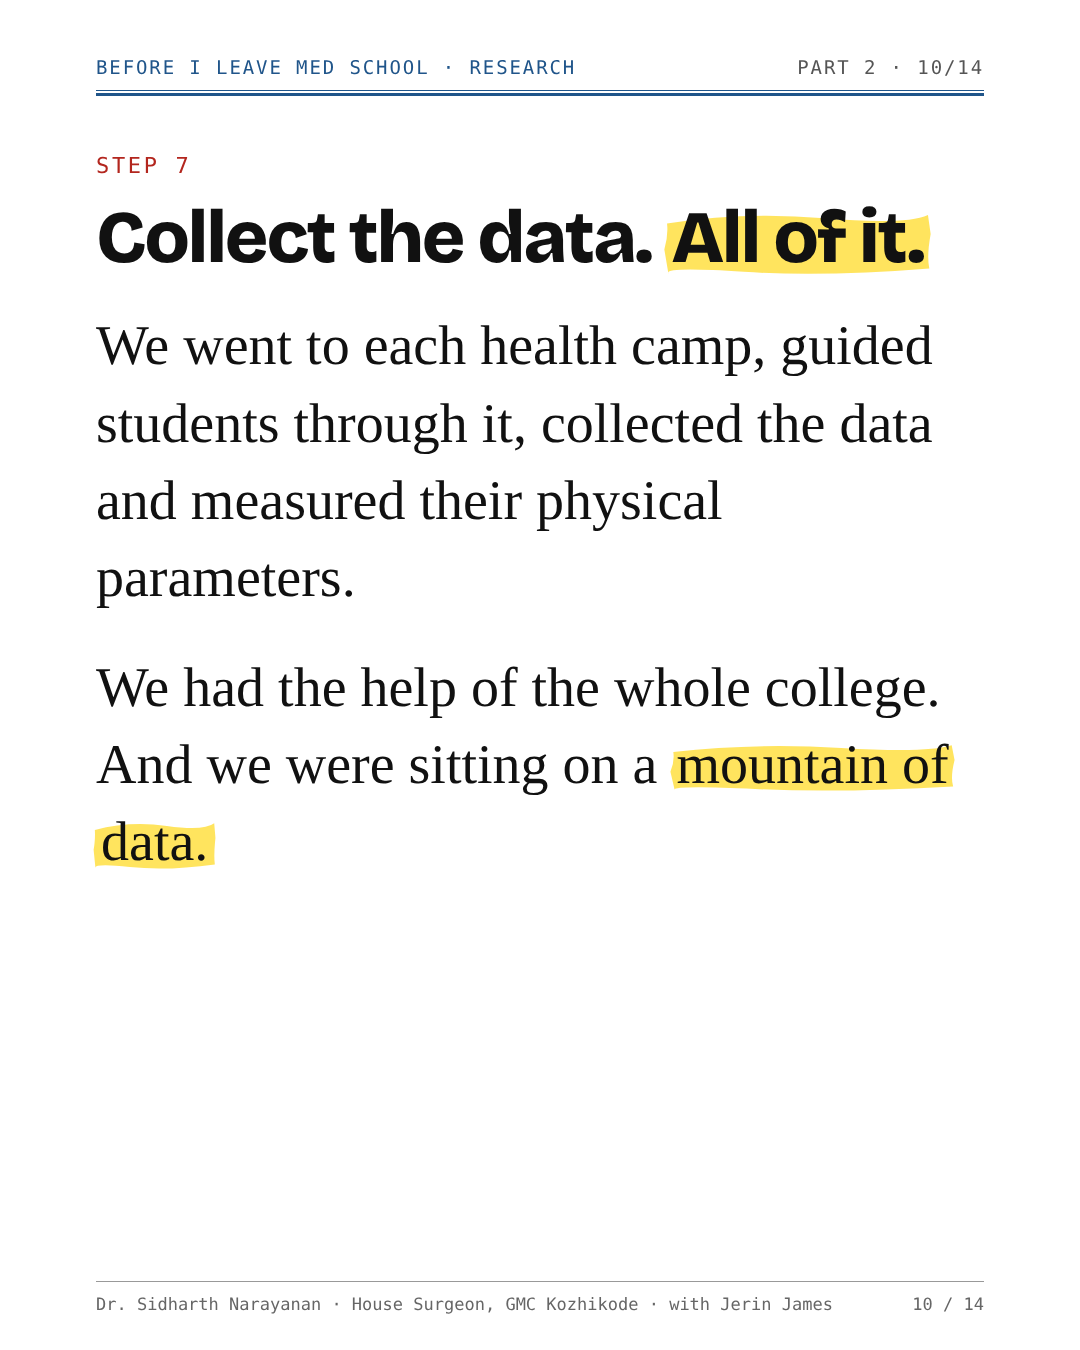 BEFORE I LEAVE MED SCHOOL · RESEARCH
PART 2 · 10/14
STEP 7
Collect the data. All of it.
We went to each health camp, guided
students through it, collected the data
and measured their physical
parameters.
We had the help of the whole college.
And we were sitting on a mountain of
data.
Dr. Sidharth Narayanan · House Surgeon, GMC Kozhikode · with Jerin James
10 / 14